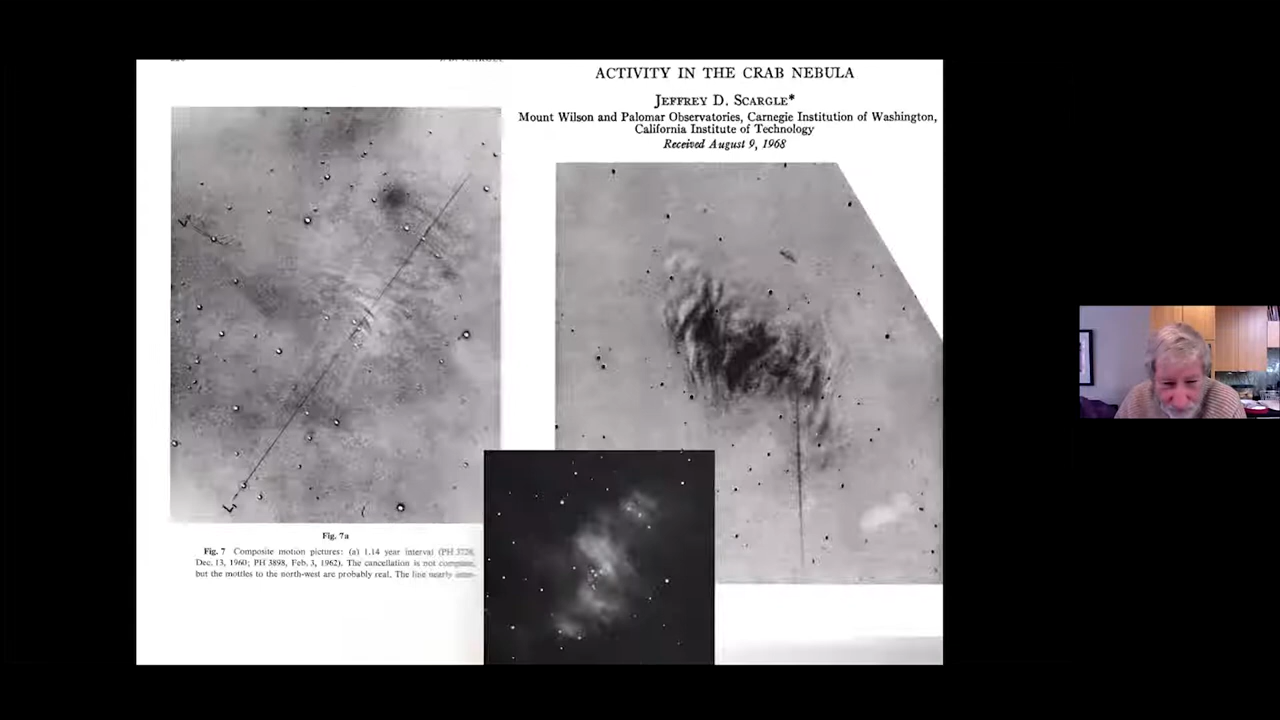 ACTIVITY IN THE CRAB NEBULA
JEFFREY D. SCARGLE*
Mount Wilson and Palomar Observatories, Carnegie Institution of Washington,
California Institute of Technology
Received August 9, 1968
Fig. 7a
Fig. 7 Composite motion pictures: (a) 1.14 year interval (PH 3728,
Dec. 13, 1960; PH 3898, Feb. 3, 1962). The cancellation is not complete,
but the mottles to the north-west are probably real. The line nearly